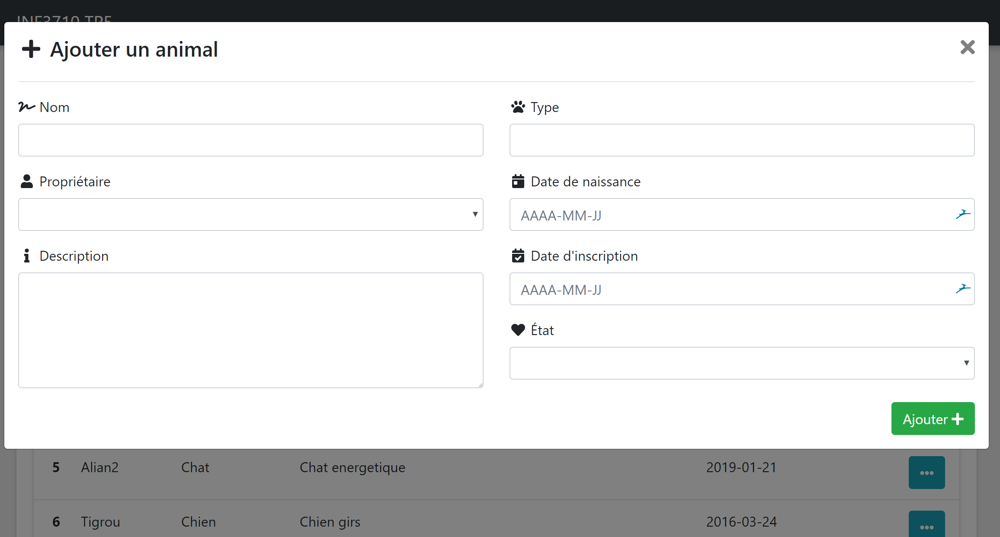 INF3710 TP5
Ajouter un animal
Nom
Type
Propriétaire
Date de naissance
AAAA-MM-JJ
Description
Date d'inscription
AAAA-MM-JJ
État
Ajouter
5 Alian2 Chat Chat energetique 2019-01-21
6 Tigrou Chien Chien girs 2016-03-24